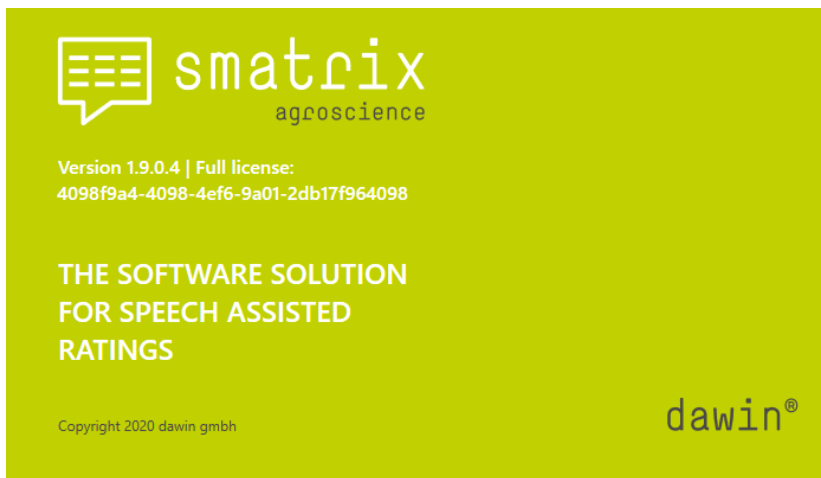 smatrix
agroscience
Version 1.9.0.4 | Full license:
4098f9a4-4098-4ef6-9a01-2db17f964098
THE SOFTWARE SOLUTION
FOR SPEECH ASSISTED
RATINGS
Copyright 2020 dawin gmbh
dawin®